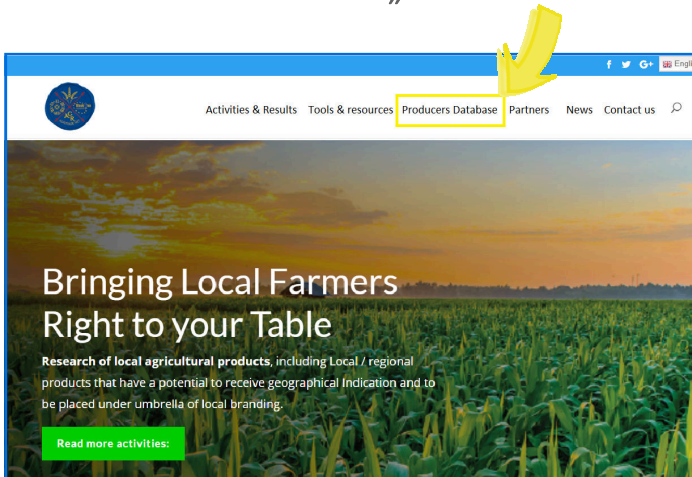 „
f G+ Engli
Activities & Results Tools & resources Producers Database Partners News Contact us
Bringing Local Farmers
Right to your Table
Research of local agricultural products, including Local / regional
products that have a potential to receive geographical Indication and to
be placed under umbrella of local branding.
Read more activities: